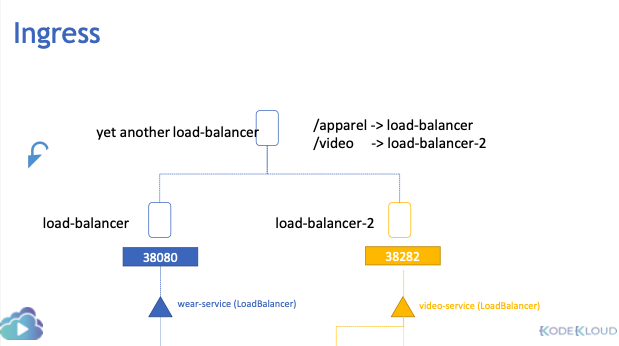 Ingress
yet another load-balancer
/apparel -> load-balancer
/video -> load-balancer-2
load-balancer
load-balancer-2
38080
38282
wear-service (LoadBalancer)
video-service (LoadBalancer)
KODEKLOUD